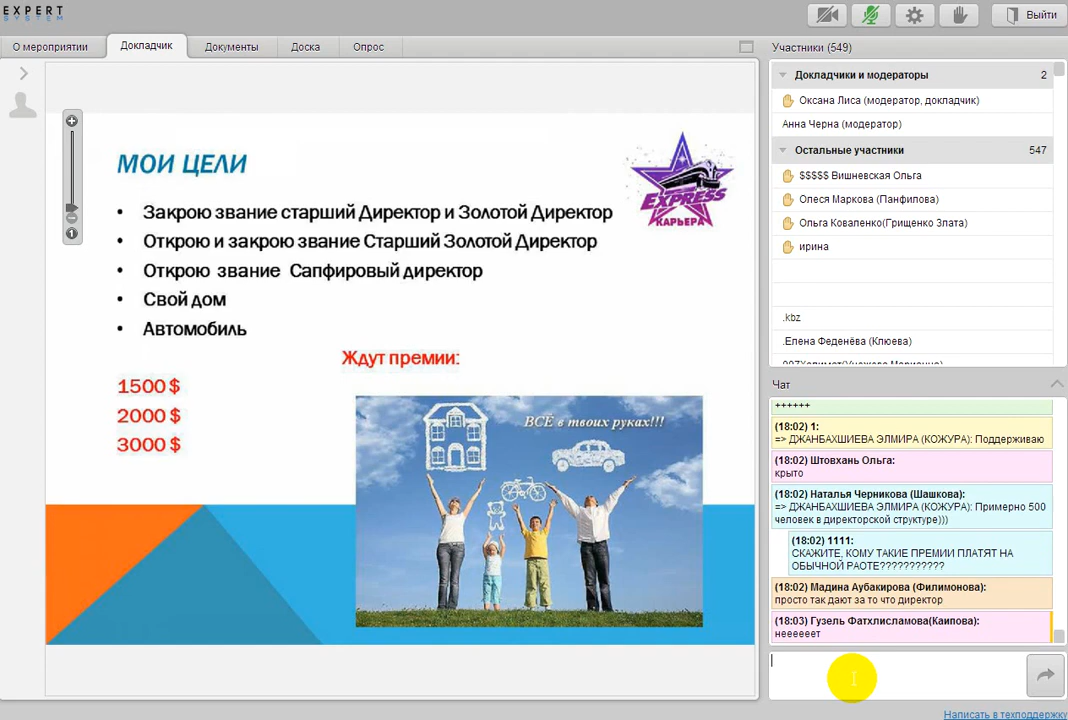 EXPERT
SYSTEM
Выйти
О мероприятии
Докладчик
Документы
Доска
Опрос
МОИ ЦЕЛИ
EXPRESS
КАРЬЕРА
• Закрою звание старший Директор и Золотой Директор
• Открою и закрою звание Старший Золотой Директор
• Открою звание Сапфировый директор
• Свой дом
• Автомобиль
Ждут премии:
1500 $
2000 $
3000 $
ВСЁ в твоих руках!!!
Участники (549)
Докладчики и модераторы 2
Оксана Лиса (модератор, докладчик)
Анна Черна (модератор)
Остальные участники 547
$$$$$ Вишневская Ольга
Олеся Маркова (Панфилова)
Ольга Коваленко(Грищенко Злата)
ирина
.kbz
.Елена Феденёва (Клюева)
Чат
++++++
(18:02) 1:
=> ДЖАНБАХШИЕВА ЭЛМИРА (КОЖУРА): Поддерживаю
(18:02) Штовхань Ольга:
крыто
(18:02) Наталья Черникова (Шашкова):
=> ДЖАНБАХШИЕВА ЭЛМИРА (КОЖУРА): Примерно 500
человек в директорской структуре)))
(18:02) 1111:
СКАЖИТЕ, КОМУ ТАКИЕ ПРЕМИИ ПЛАТЯТ НА
ОБЫЧНОЙ РАОТЕ???????????
(18:02) Мадина Аубакирова (Филимонова):
просто так дают за то что директор
(18:03) Гузель Фатхлисламова(Каипова):
неееееет
Написать в техподдержку